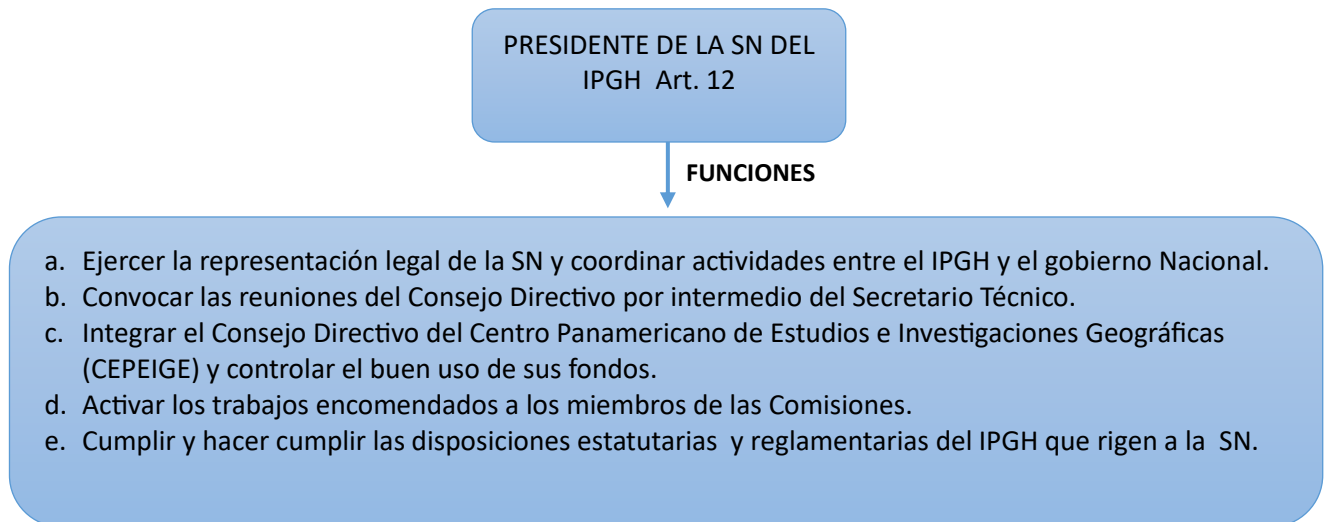 PRESIDENTE DE LA SN DEL
IPGH Art. 12
FUNCIONES
a. Ejercer la representación legal de la SN y coordinar actividades entre el IPGH y el gobierno Nacional.
b. Convocar las reuniones del Consejo Directivo por intermedio del Secretario Técnico.
c. Integrar el Consejo Directivo del Centro Panamericano de Estudios e Investigaciones Geográficas
(CEPEIGE) y controlar el buen uso de sus fondos.
d. Activar los trabajos encomendados a los miembros de las Comisiones.
e. Cumplir y hacer cumplir las disposiciones estatutarias y reglamentarias del IPGH que rigen a la SN.